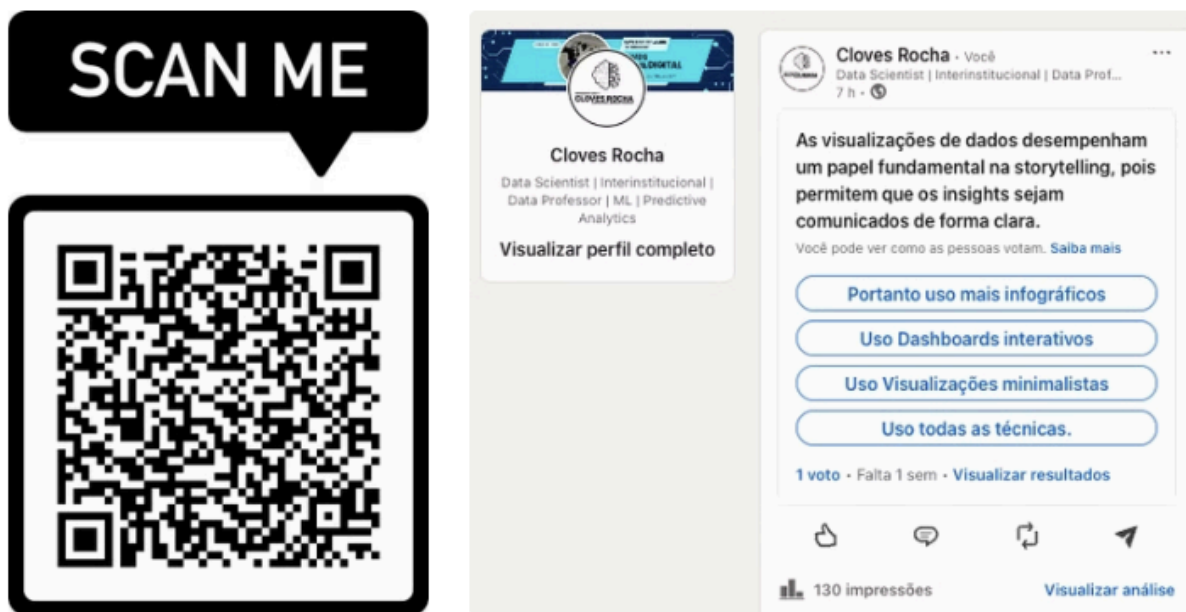 SCAN ME
DIGITAL
CLOVES ROCHA
Cloves Rocha
Data Scientist | Interinstitucional |
Data Professor | ML | Predictive
Analytics
Visualizar perfil completo
Cloves Rocha • Você
Data Scientist | Interinstitucional | Data Prof...
7 h •
As visualizações de dados desempenham
um papel fundamental na storytelling, pois
permitem que os insights sejam
comunicados de forma clara.
Você pode ver como as pessoas votam. Saiba mais
Portanto uso mais infográficos
Uso Dashboards interativos
Uso Visualizações minimalistas
Uso todas as técnicas.
1 voto • Falta 1 sem • Visualizar resultados
130 impressões
Visualizar análise